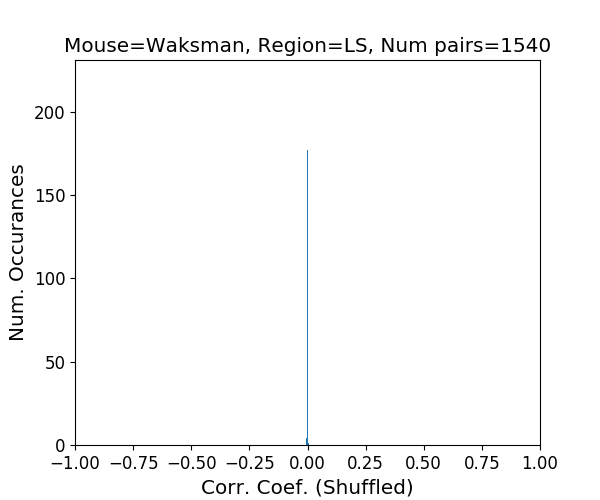 Mouse=Waksman, Region=LS, Num pairs=1540
Num. Occurances
200
150
100
50
0
−1.00 −0.75 −0.50 −0.25 0.00 0.25 0.50 0.75 1.00
Corr. Coef. (Shuffled)